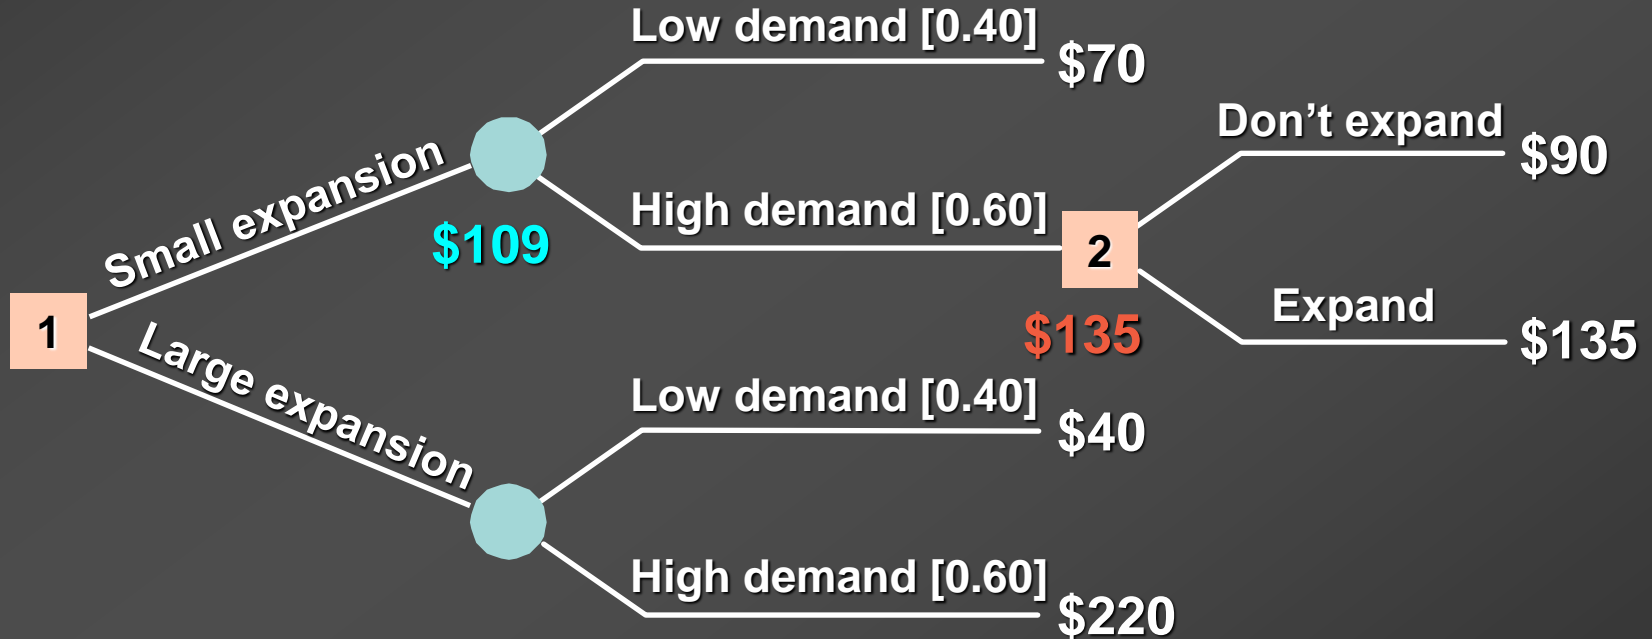 Low demand [0.40]
$70
Don’t expand
$90
Small expansion
High demand [0.60]
$109
2
Expand
$135
$135
1
Large expansion
Low demand [0.40]
$40
High demand [0.60]
$220